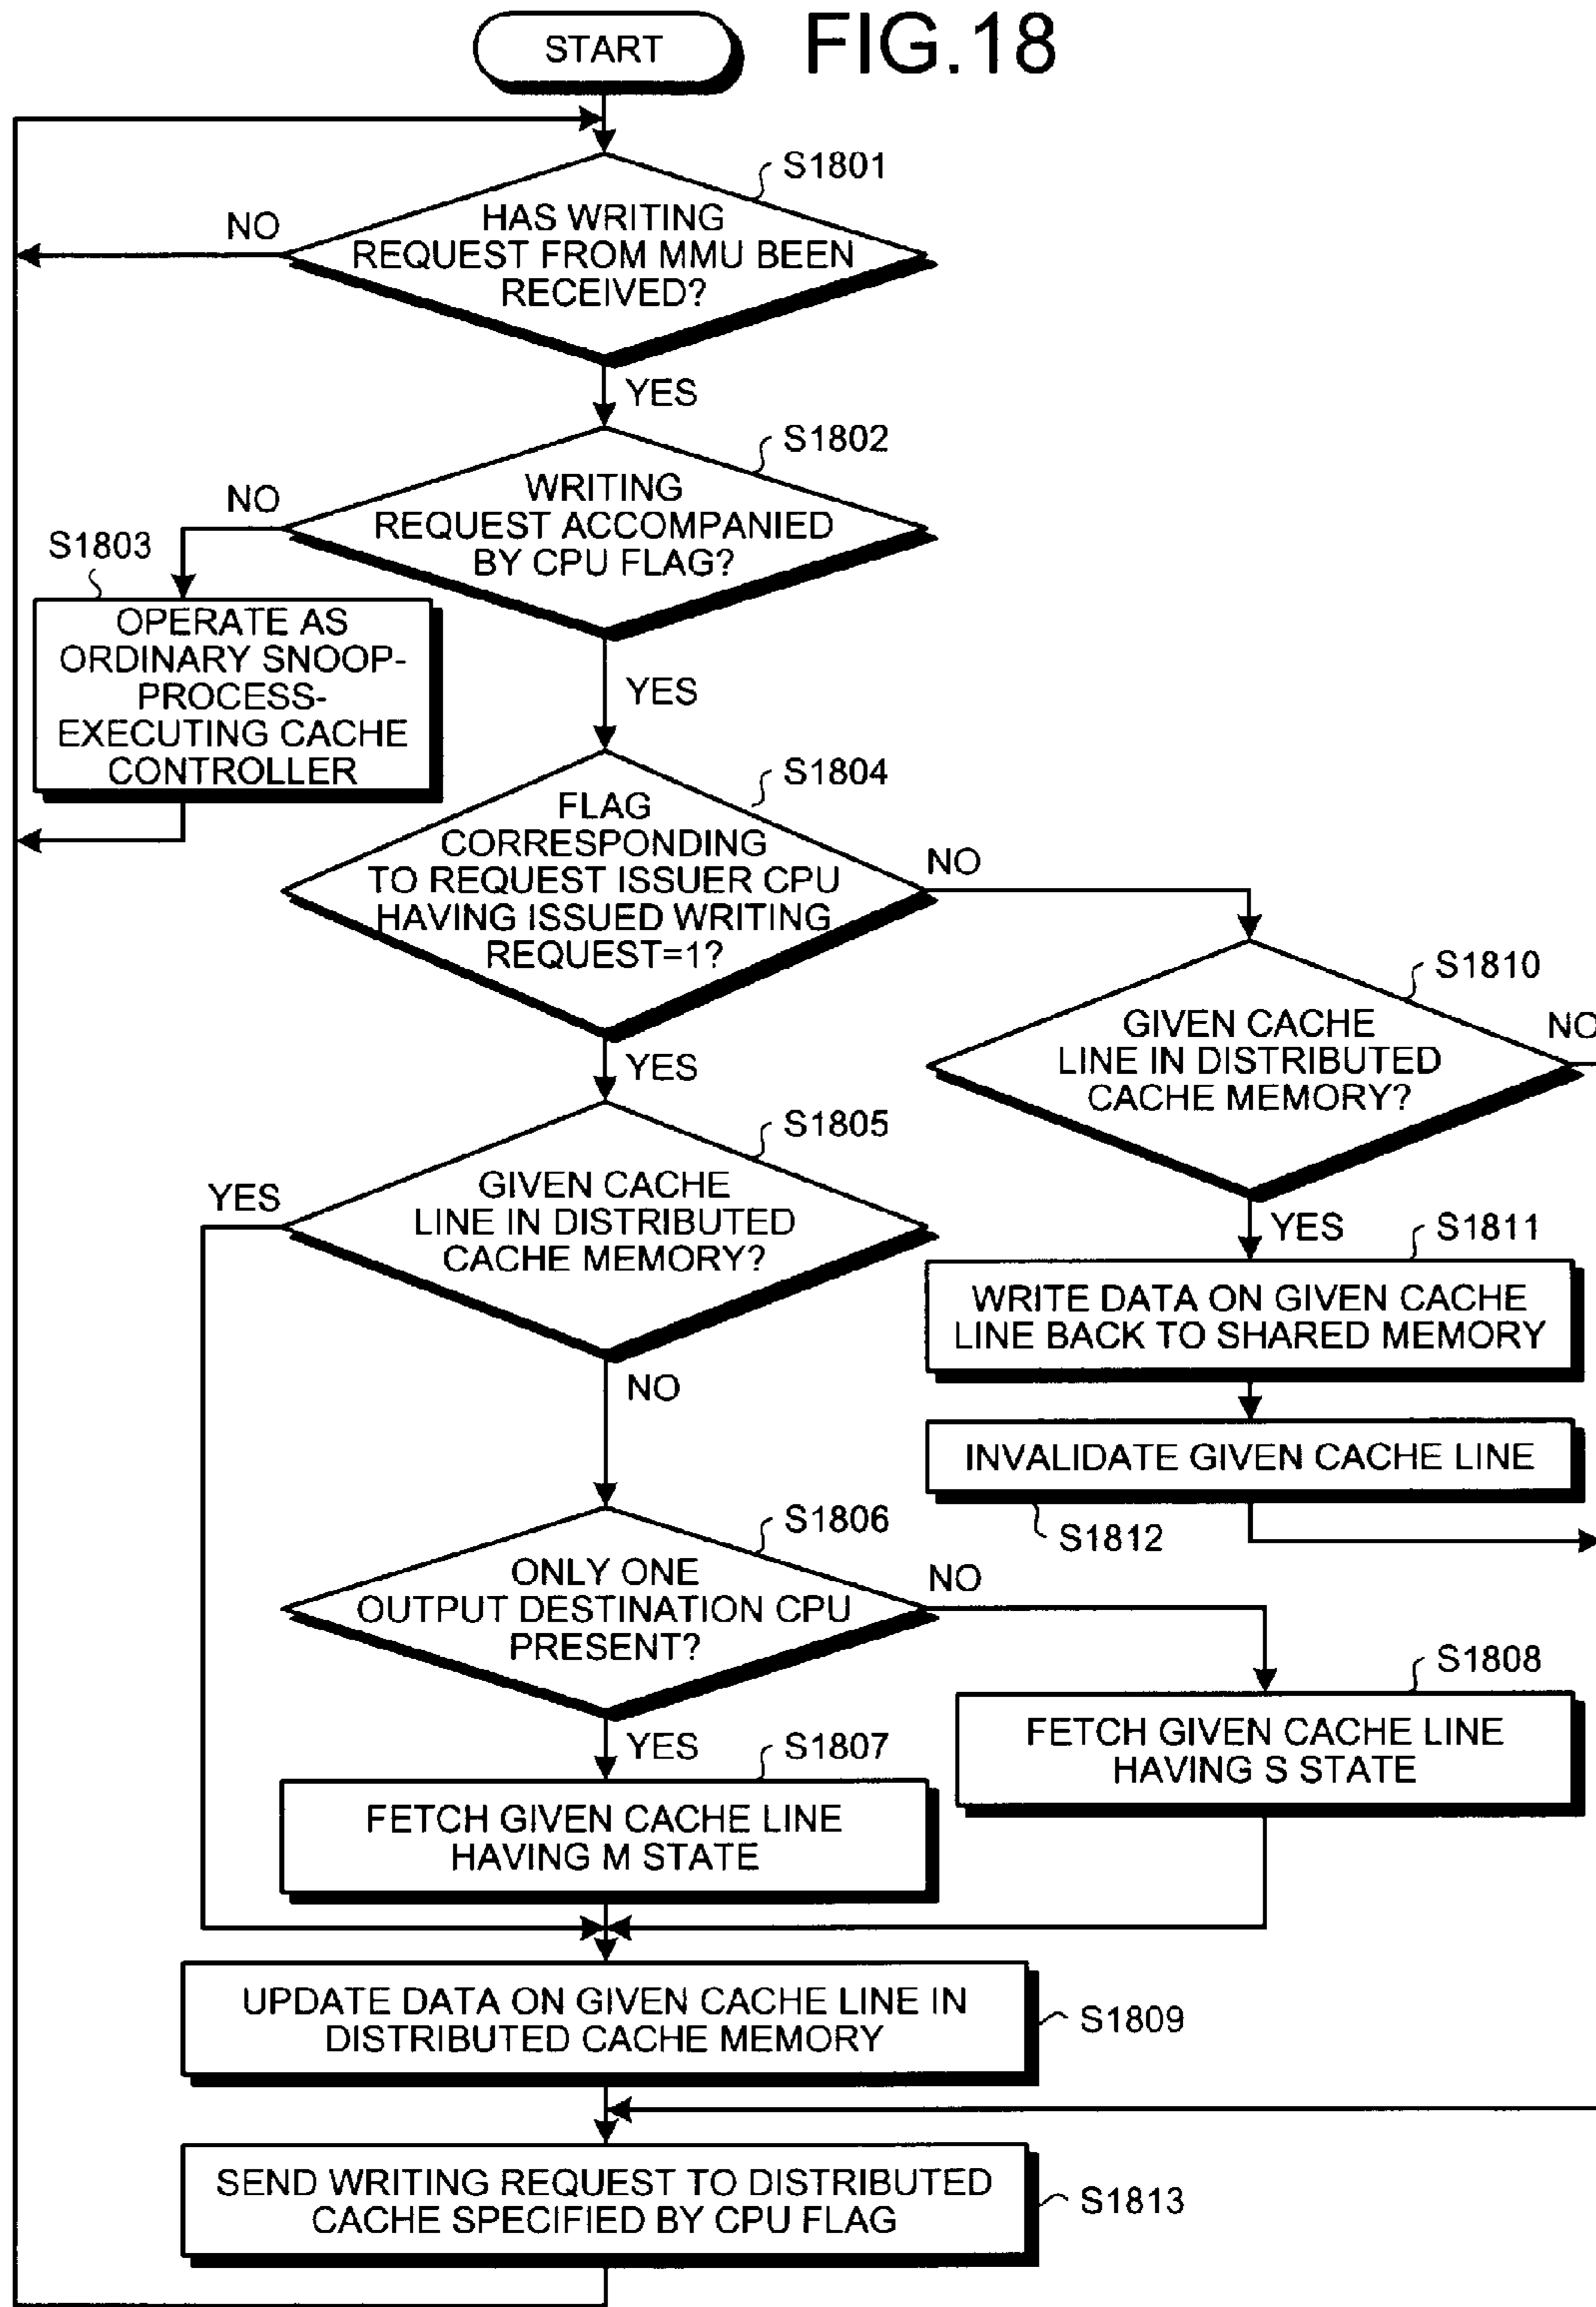 START
FIG.18
S1801
NO
HAS WRITING
REQUEST FROM MMU BEEN
RECEIVED?
YES
S1802
NO
WRITING
REQUEST ACCOMPANIED
BY CPU FLAG?
S1803
OPERATE AS
ORDINARY SNOOP-
PROCESS-
EXECUTING CACHE
CONTROLLER
YES
S1804
FLAG
CORRESPONDING
TO REQUEST ISSUER CPU
HAVING ISSUED WRITING
REQUEST=1?
NO
YES
S1810
GIVEN CACHE
LINE IN DISTRIBUTED
CACHE MEMORY?
NO
S1805
YES
GIVEN CACHE
LINE IN DISTRIBUTED
CACHE MEMORY?
YES
S1811
WRITE DATA ON GIVEN CACHE
LINE BACK TO SHARED MEMORY
NO
INVALIDATE GIVEN CACHE LINE
S1812
S1806
ONLY ONE
OUTPUT DESTINATION CPU
PRESENT?
NO
S1808
FETCH GIVEN CACHE LINE
HAVING S STATE
YES
S1807
FETCH GIVEN CACHE LINE
HAVING M STATE
UPDATE DATA ON GIVEN CACHE LINE IN
DISTRIBUTED CACHE MEMORY
S1809
SEND WRITING REQUEST TO DISTRIBUTED
CACHE SPECIFIED BY CPU FLAG
S1813